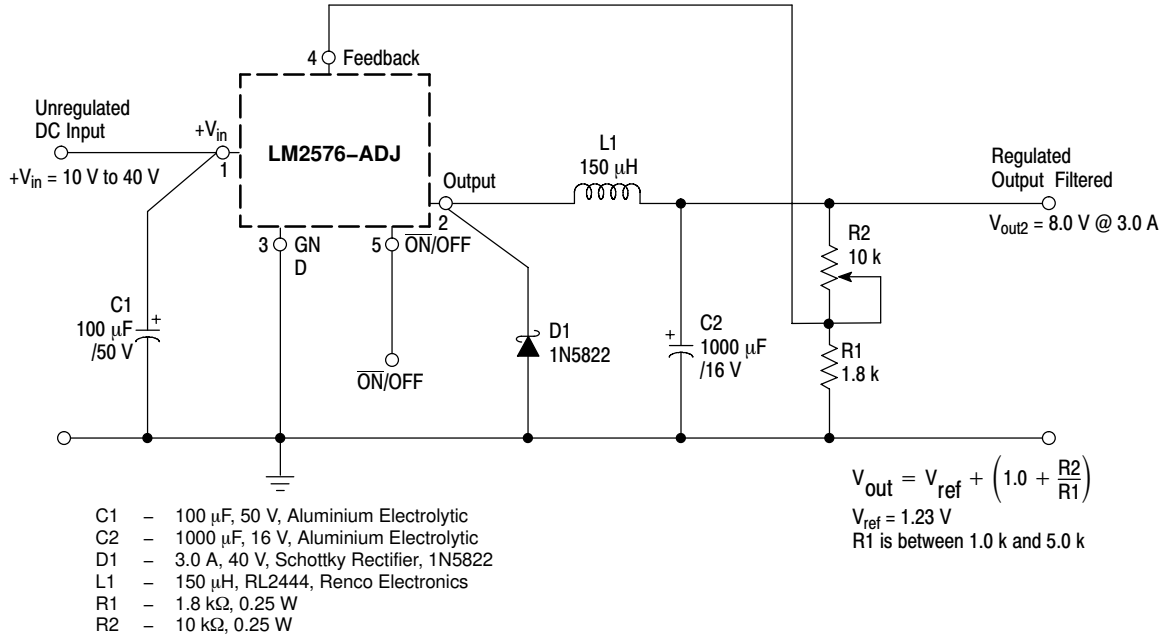 4 Feedback
Unregulated
DC Input
+Vin = 10 V to 40 V
+Vin
1
LM2576−ADJ
Output
2
3 GN
D
5 ON/OFF
ON/OFF
C1
100 μF
/50 V
+
D1
1N5822
L1
150 μH
+
C2
1000 μF
/16 V
R2
10 k
R1
1.8 k
Regulated
Output Filtered
Vout2 = 8.0 V @ 3.0 A
Vout = Vref + (1.0 + R2/R1)
Vref = 1.23 V
R1 is between 1.0 k and 5.0 k
C1 – 100 μF, 50 V, Aluminium Electrolytic
C2 – 1000 μF, 16 V, Aluminium Electrolytic
D1 – 3.0 A, 40 V, Schottky Rectifier, 1N5822
L1 – 150 μH, RL2444, Renco Electronics
R1 – 1.8 kΩ, 0.25 W
R2 – 10 kΩ, 0.25 W